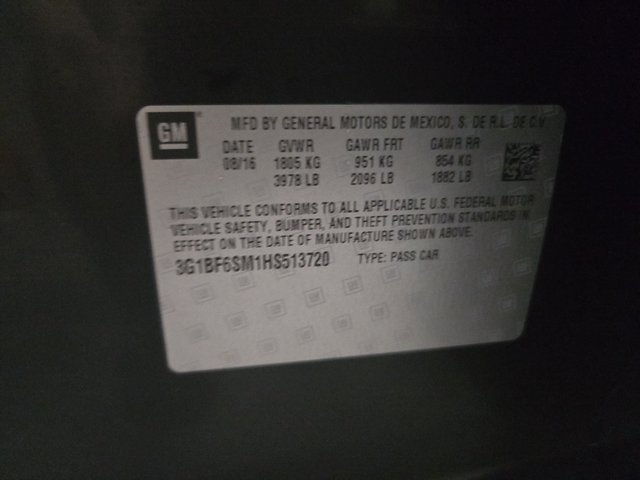 GM
MFD BY GENERAL MOTORS DE MEXICO, S. DE R.L. DE C.V.
DATE GVWR GAWR FRT GAWR RR
08/16 1805 KG 951 KG 854 KG
3978 LB 2096 LB 1882 LB
THIS VEHICLE CONFORMS TO ALL APPLICABLE U.S. FEDERAL MOTOR
VEHICLE SAFETY, BUMPER, AND THEFT PREVENTION STANDARDS IN
EFFECT ON THE DATE OF MANUFACTURE SHOWN ABOVE.
3G1BF6SM1HS513720 TYPE: PASS CAR